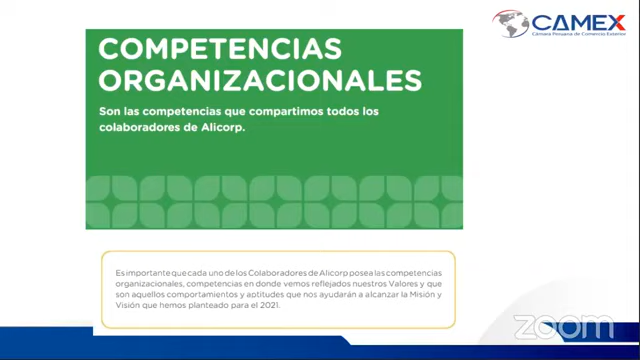 CAMEX
Cámara Peruana de Comercio Exterior
COMPETENCIAS
ORGANIZACIONALES
Son las competencias que compartimos todos los
colaboradores de Alicorp.
Es importante que cada uno de los Colaboradores de Alicorp posea las competencias
organizacionales, competencias en donde vemos reflejados nuestros Valores y que
son aquellos comportamientos y aptitudes que nos ayudarán a alcanzar la Misión y
Visión que hemos planteado para el 2021.
zoom